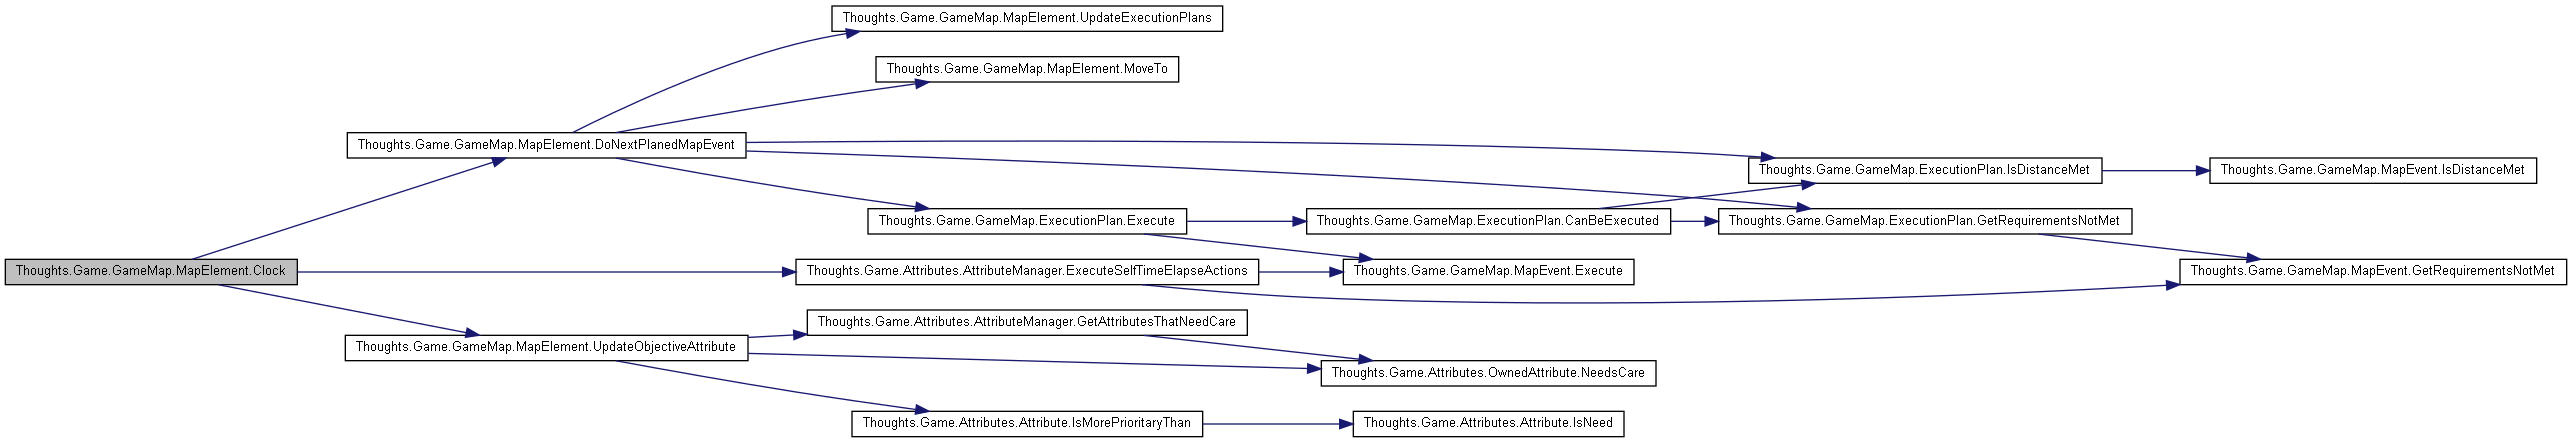 Thoughts.Game.GameMap.MapElement.UpdateExecutionPlans
Thoughts.Game.GameMap.MapElement.MoveTo
Thoughts.Game.GameMap.MapElement.DoNextPlanedMapEvent
Thoughts.Game.GameMap.ExecutionPlan.IsDistanceMet
Thoughts.Game.GameMap.MapEvent.IsDistanceMet
Thoughts.Game.GameMap.ExecutionPlan.Execute
Thoughts.Game.GameMap.ExecutionPlan.CanBeExecuted
Thoughts.Game.GameMap.ExecutionPlan.GetRequirementsNotMet
Thoughts.Game.GameMap.MapElement.Clock
Thoughts.Game.Attributes.AttributeManager.ExecuteSelfTimeElapseActions
Thoughts.Game.GameMap.MapEvent.Execute
Thoughts.Game.GameMap.MapEvent.GetRequirementsNotMet
Thoughts.Game.Attributes.AttributeManager.GetAttributesThatNeedCare
Thoughts.Game.GameMap.MapElement.UpdateObjectiveAttribute
Thoughts.Game.Attributes.OwnedAttribute.NeedsCare
Thoughts.Game.Attributes.Attribute.IsMorePrioritaryThan
Thoughts.Game.Attributes.Attribute.IsNeed